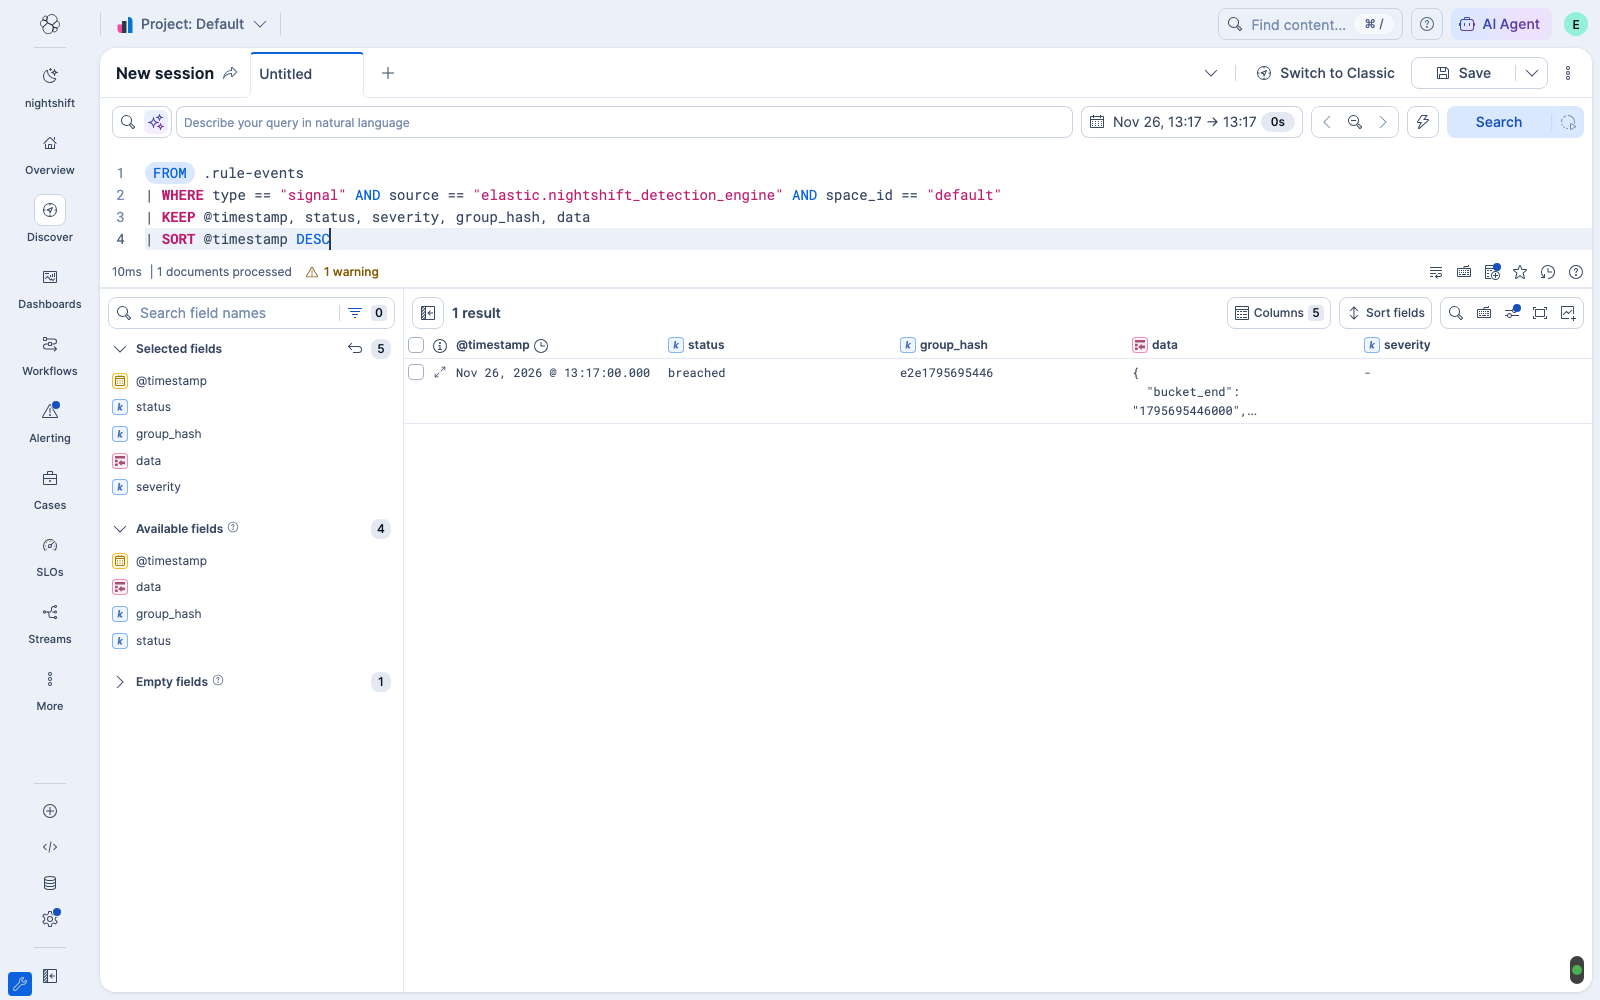 Project: Default
Find content...
⌘ /
AI Agent
E
nightshift
Overview
Discover
Dashboards
Workflows
Alerting
Cases
SLOs
Streams
More
New session
Untitled
Switch to Classic
Save
Describe your query in natural language
Nov 26, 13:17 → 13:17 0s
Search
1 FROM .rule-events
2 | WHERE type == "signal" AND source == "elastic.nightshift_detection_engine" AND space_id == "default"
3 | KEEP @timestamp, status, severity, group_hash, data
4 | SORT @timestamp DESC
10ms | 1 documents processed 1 warning
Search field names 0
Selected fields 5
@timestamp
status
group_hash
data
severity
Available fields 4
@timestamp
data
group_hash
status
Empty fields 1
1 result
Columns 5
Sort fields
@timestamp k status k group_hash data k severity
Nov 26, 2026 @ 13:17:00.000 breached e2e1795695446 { -
"bucket_end":
"1795695446000",…